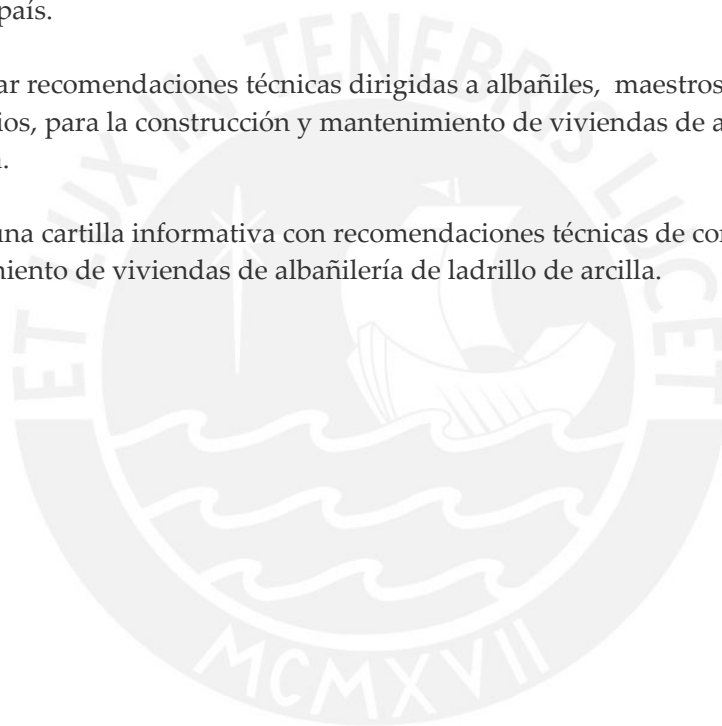 país.
ar recomendaciones técnicas dirigidas a albañiles, maestros
ios, para la construcción y mantenimiento de viviendas de a
.
una cartilla informativa con recomendaciones técnicas de co
miento de viviendas de albañilería de ladrillo de arcilla.
ET LUX IN TENEBRIS LUCET
MCMXVII